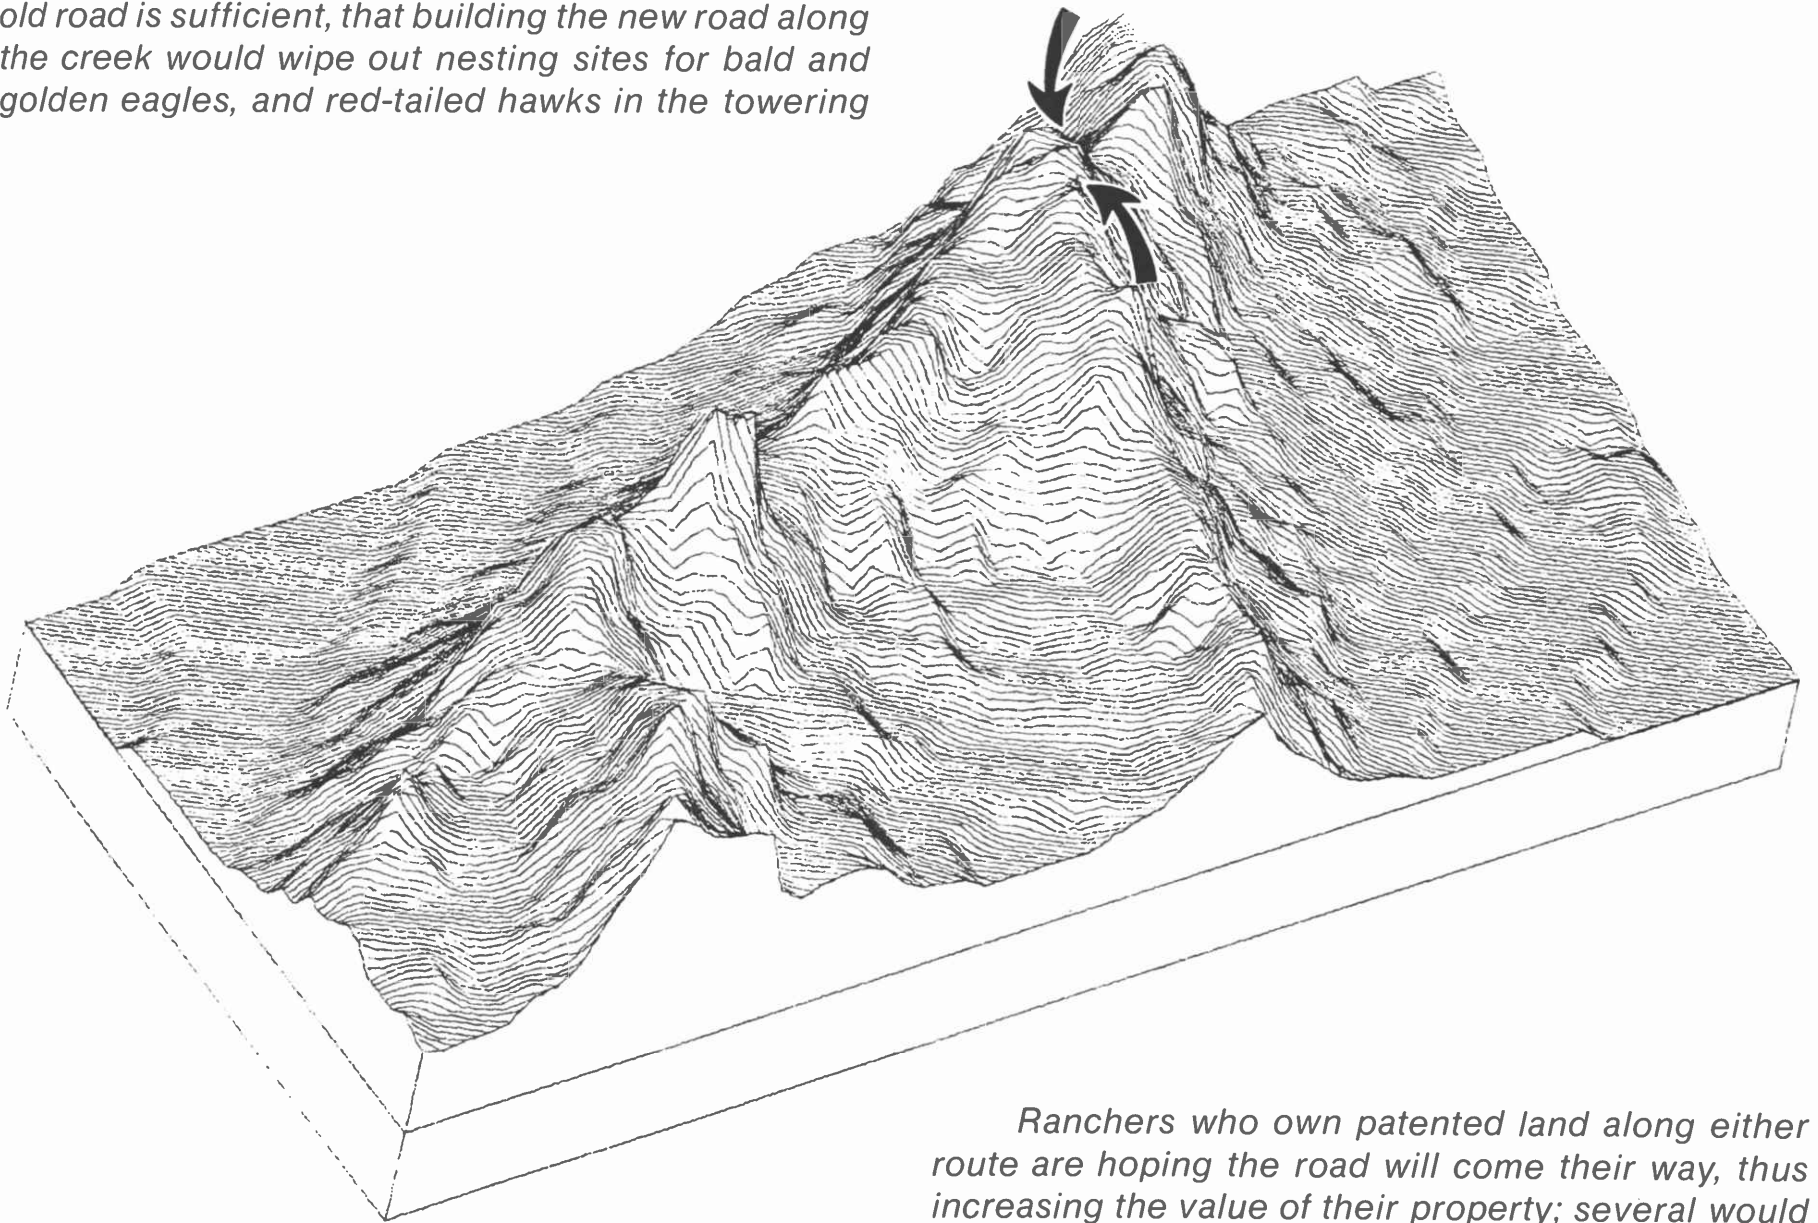 old road is sufficient, that building the new road along
the creek would wipe out nesting sites for bald and
golden eagles, and red-tailed hawks in the towering
Ranchers who own patented land along either
route are hoping the road will come their way, thus
increasing the value of their property; several would